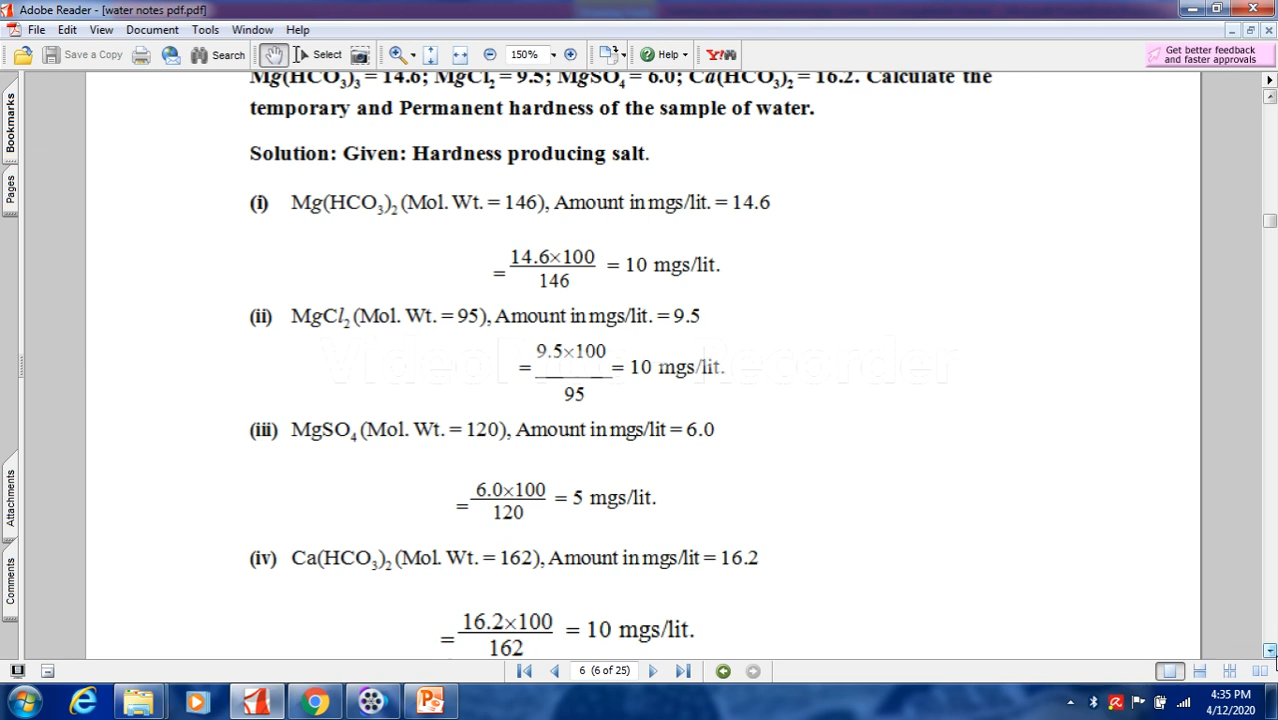 Adobe Reader - [water notes pdf.pdf]
File Edit View Document Tools Window Help
Save a Copy Search Select 150% Help Y!
Get better feedback
and faster approvals
Mg(HCO₃)₃ = 14.6; MgCl₂ = 9.5; MgSO₄ = 6.0; Ca(HCO₃)₂ = 16.2. Calculate the
temporary and Permanent hardness of the sample of water.
Solution: Given: Hardness producing salt.
(i) Mg(HCO₃)₂ (Mol. Wt. = 146), Amount in mgs/lit. = 14.6
= 14.6×100 / 146 = 10 mgs/lit.
(ii) MgCl₂ (Mol. Wt. = 95), Amount in mgs/lit. = 9.5
= 9.5×100 / 95 = 10 mgs/lit.
(iii) MgSO₄ (Mol. Wt. = 120), Amount in mgs/lit = 6.0
= 6.0×100 / 120 = 5 mgs/lit.
(iv) Ca(HCO₃)₂ (Mol. Wt. = 162), Amount in mgs/lit = 16.2
= 16.2×100 / 162 = 10 mgs/lit.
Bookmarks
Pages
Attachments
Comments
6 (6 of 25)
4:35 PM
4/12/2020